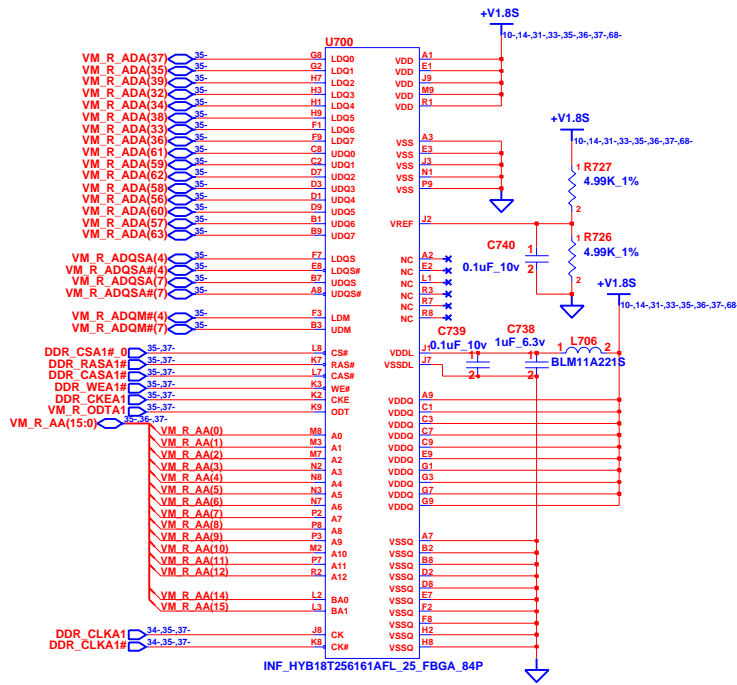 +V1.8S
10-,14-,31-,33-,35-,36-,37-,68-
U700
VM_R_ADA(37) 35- G8 LDQ0 VDD A1
VM_R_ADA(35) 35- G2 LDQ1 VDD E1
VM_R_ADA(39) 35- H7 LDQ2 VDD J9
VM_R_ADA(32) 35- H3 LDQ3 VDD M9
VM_R_ADA(34) 35- H1 LDQ4 VDD R1
VM_R_ADA(38) 35- H9 LDQ5
VM_R_ADA(33) 35- F1 LDQ6
VM_R_ADA(36) 35- F9 LDQ7 VSS A3
VM_R_ADA(61) 35- C8 UDQ0 VSS E3
VM_R_ADA(59) 35- C2 UDQ1 VSS J3
VM_R_ADA(62) 35- D7 UDQ2 VSS N1
VM_R_ADA(58) 35- D3 UDQ3 VSS P9
VM_R_ADA(56) 35- D1 UDQ4
VM_R_ADA(60) 35- D9 UDQ5
VM_R_ADA(57) 35- B1 UDQ6 VREF J2
VM_R_ADA(63) 35- B9 UDQ7
+V1.8S
10-,14-,31-,33-,35-,36-,37-,68-
1 R727
4.99K_1%
2
C740
1
0.1uF_10v
2
1 R726
4.99K_1%
2
VM_R_ADQSA(4) 35- F7 LDQS NC A2
VM_R_ADQSA#(4) 35- E8 LDQS# NC E2
VM_R_ADQSA(7) 35- B7 UDQS NC L1
VM_R_ADQSA#(7) 35- A8 UDQS# NC R3
NC R7
VM_R_ADQM#(4) 35- F3 LDM NC R8
VM_R_ADQM#(7) 35- B3 UDM
+V1.8S
10-,14-,31-,33-,35-,36-,37-,68-
C739
0.1uF_10v
1
2
C738
1uF_6.3v
1
2
L706
1 2
BLM11A221S
DDR_CSA1#_0 35-,37- L8 CS# VDDL J1
DDR_RASA1# 35-,37- K7 RAS# VSSDL J7
DDR_CASA1# 35-,37- L7 CAS#
DDR_WEA1# 35-,37- K3 WE#
DDR_CKEA1 35-,37- K2 CKE VDDQ A9
VM_R_ODTA1 35-,37- K9 ODT VDDQ C1
VM_R_AA(15:0) 35-,36-,37- VDDQ C3
VM_R_AA(0) M8 A0 VDDQ C7
VM_R_AA(1) M3 A1 VDDQ C9
VM_R_AA(2) M7 A2 VDDQ E9
VM_R_AA(3) N2 A3 VDDQ G1
VM_R_AA(4) N8 A4 VDDQ G3
VM_R_AA(5) N3 A5 VDDQ G7
VM_R_AA(6) N7 A6 VDDQ G9
VM_R_AA(7) P2 A7
VM_R_AA(8) P8 A8
VM_R_AA(9) P3 A9 VSSQ A7
VM_R_AA(10) M2 A10 VSSQ B2
VM_R_AA(11) P7 A11 VSSQ B8
VM_R_AA(12) R2 A12 VSSQ D2
VSSQ D8
VM_R_AA(14) L2 BA0 VSSQ E7
VM_R_AA(15) L3 BA1 VSSQ F2
VSSQ F8
DDR_CLKA1 34-,35-,37- J8 CK VSSQ H2
DDR_CLKA1# 34-,35-,37- K8 CK# VSSQ H8
INF_HYB18T256161AFL_25_FBGA_84P